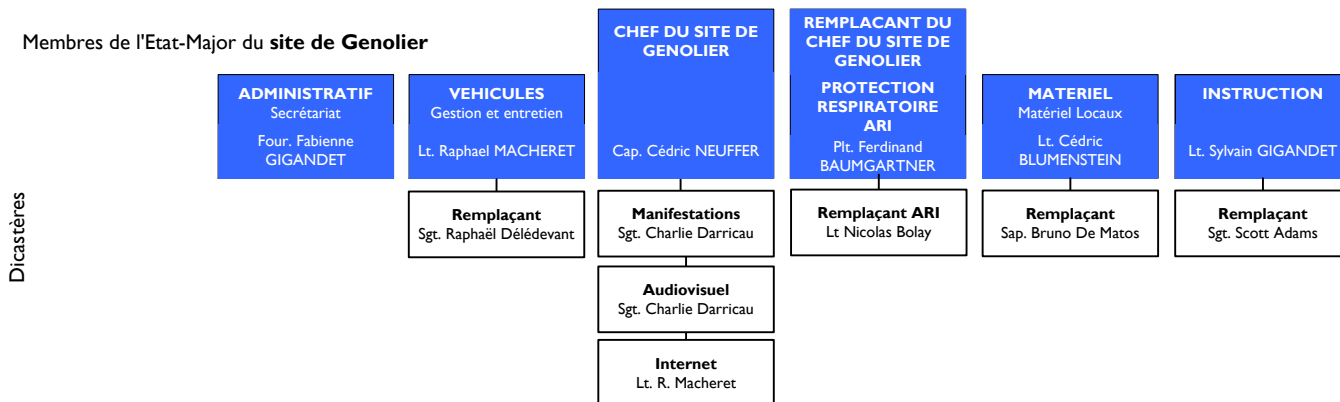 Membres de l'Etat-Major du site de Genolier
CHEF DU SITE DE
GENOLIER
Cap. Cédric NEUFFER
REMPLACANT DU
CHEF DU SITE DE
GENOLIER
PROTECTION
RESPIRATOIRE
ARI
Plt. Ferdinand
BAUMGARTNER
ADMINISTRATIF
Secrétariat
Four. Fabienne
GIGANDET
VEHICULES
Gestion et entretien
Lt. Raphael MACHERET
MATERIEL
Matériel Locaux
Lt. Cédric
BLUMENSTEIN
INSTRUCTION
Lt. Sylvain GIGANDET
Dicastères
Remplaçant
Sgt. Raphaël Délédevant
Manifestations
Sgt. Charlie Darricau
Remplaçant ARI
Lt Nicolas Bolay
Remplaçant
Sap. Bruno De Matos
Remplaçant
Sgt. Scott Adams
Audiovisuel
Sgt. Charlie Darricau
Internet
Lt. R. Macheret